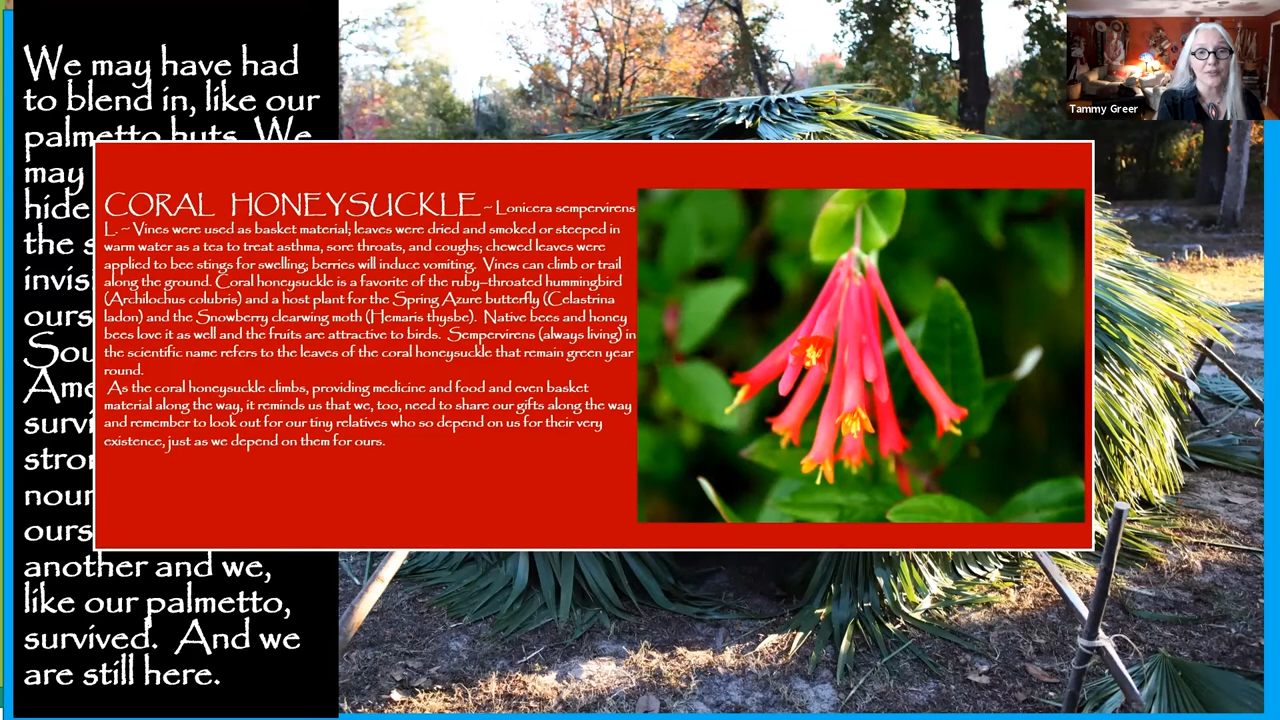 We may have had
to blend in, like our
palmetto huts. We
may
hide
the s
invis
ours
Sou
Ame
survi
stron
nour
ours
another and we,
like our palmetto,
survived. And we
are still here.
CORAL HONEYSUCKLE ~ Lonicera sempervirens
L. ~ Vines were used as basket material; leaves were dried and smoked or steeped in
warm water as a tea to treat asthma, sore throats, and coughs; chewed leaves were
applied to bee stings for swelling; berries will induce vomiting. Vines can climb or trail
along the ground. Coral honeysuckle is a favorite of the ruby-throated hummingbird
(Archilochus colubris) and a host plant for the Spring Azure butterfly (Celastrina
ladon) and the Snowberry clearwing moth (Hemaris thysbe). Native bees and honey
bees love it as well and the fruits are attractive to birds. Sempervirens (always living) in
the scientific name refers to the leaves of the coral honeysuckle that remain green year
round.
As the coral honeysuckle climbs, providing medicine and food and even basket
material along the way, it reminds us that we, too, need to share our gifts along the way
and remember to look out for our tiny relatives who so depend on us for their very
existence, just as we depend on them for ours.
Tammy Greer